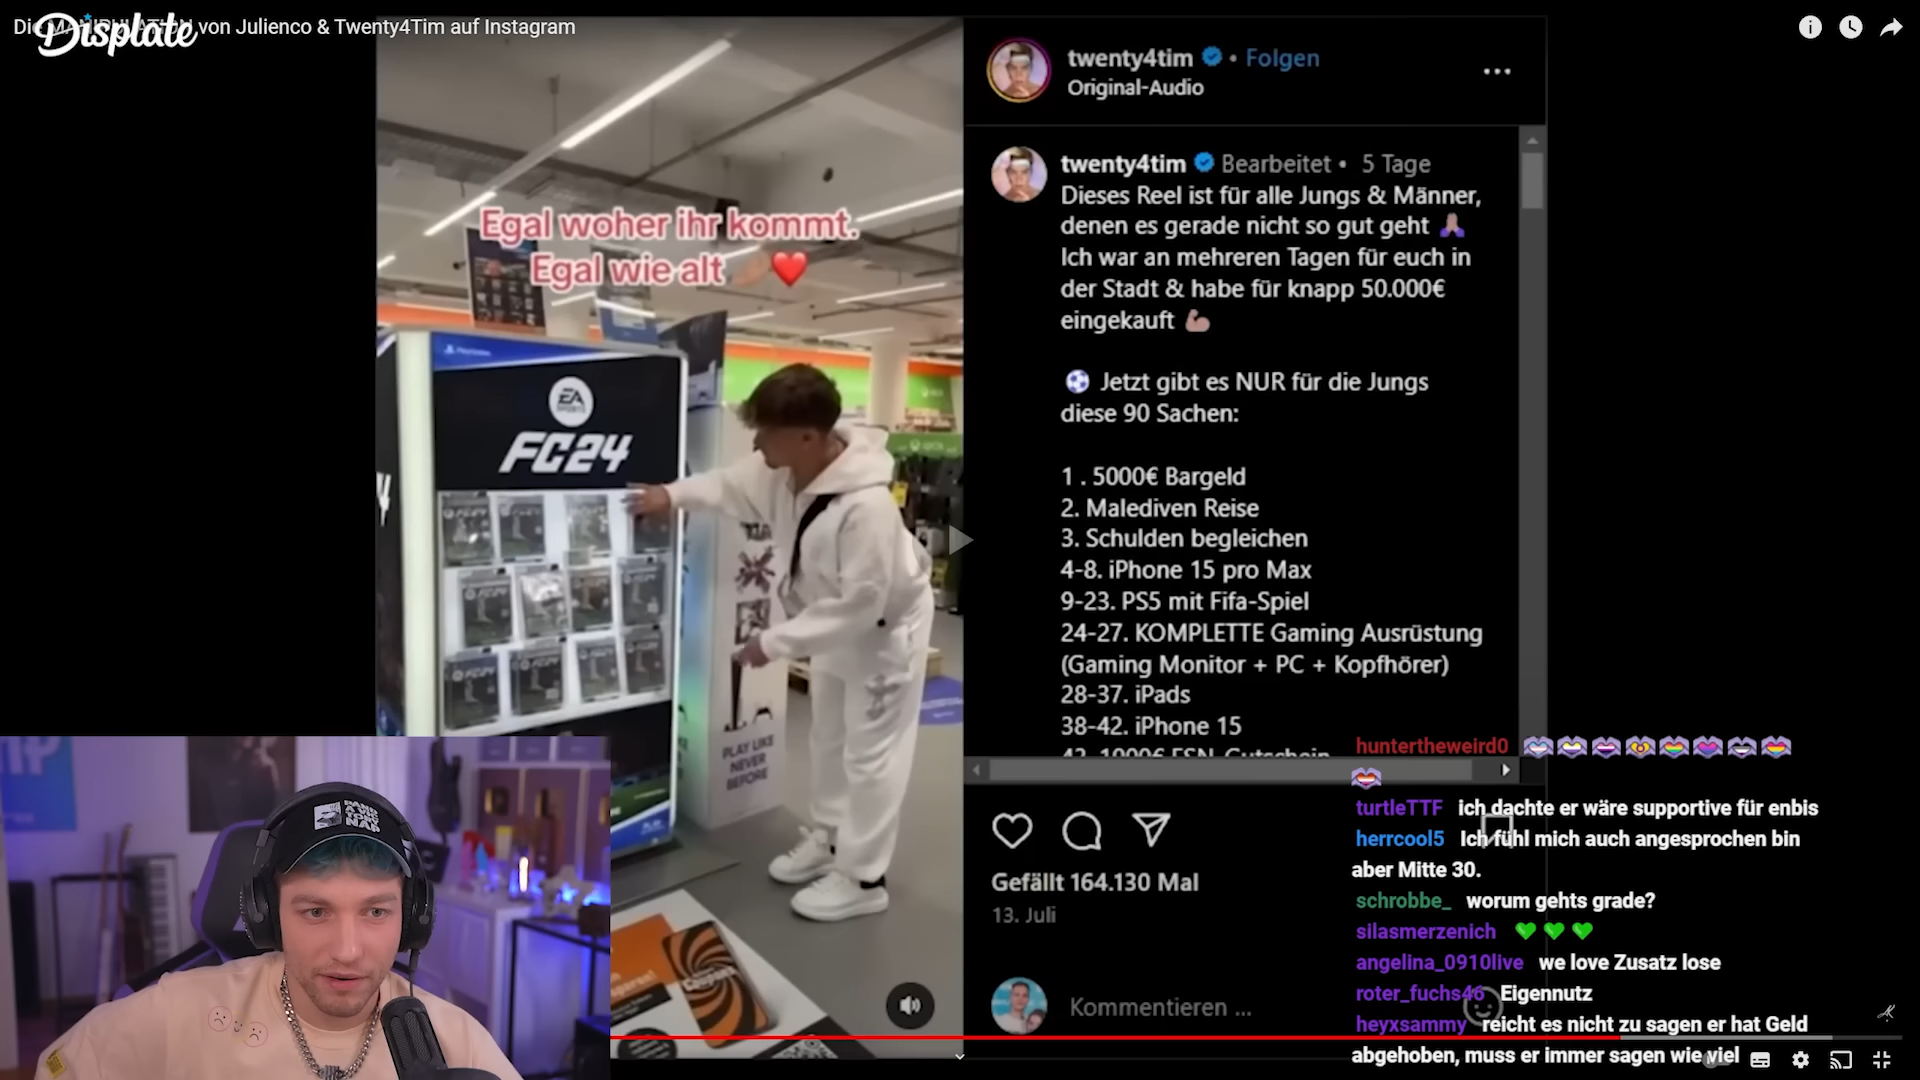 Die MANIPULATION von Julienco & Twenty4Tim auf Instagram
Displate
twenty4tim • Folgen
Original-Audio
twenty4tim Bearbeitet • 5 Tage
Dieses Reel ist für alle Jungs & Männer,
denen es gerade nicht so gut geht 🙏🏽
Ich war an mehreren Tagen für euch in
der Stadt & habe für knapp 50.000€
eingekauft 💪🏼
⚽ Jetzt gibt es NUR für die Jungs
diese 90 Sachen:
1 . 5000€ Bargeld
2. Malediven Reise
3. Schulden begleichen
4-8. iPhone 15 pro Max
9-23. PS5 mit Fifa-Spiel
24-27. KOMPLETTE Gaming Ausrüstung
(Gaming Monitor + PC + Kopfhörer)
28-37. iPads
38-42. iPhone 15
Gefällt 164.130 Mal
13. Juli
Kommentieren ...
Egal woher ihr kommt.
Egal wie alt ❤️
PlayStation
EA
SPORTS
FC24
PLAY LIKE
NEVER
BEFORE
PANDA
VICTORY
NAP
huntertheweird0
turtleTTF ich dachte er wäre supportive für enbis
herrcool5 Ich fühl mich auch angesprochen bin
aber Mitte 30.
schrobbe_ worum gehts grade?
silasmerzenich 💚 💚 💚
angelina_0910live we love Zusatz lose
roter_fuchs46 Eigennutz
heyxsammy reicht es nicht zu sagen er hat Geld
abgehoben, muss er immer sagen wie viel